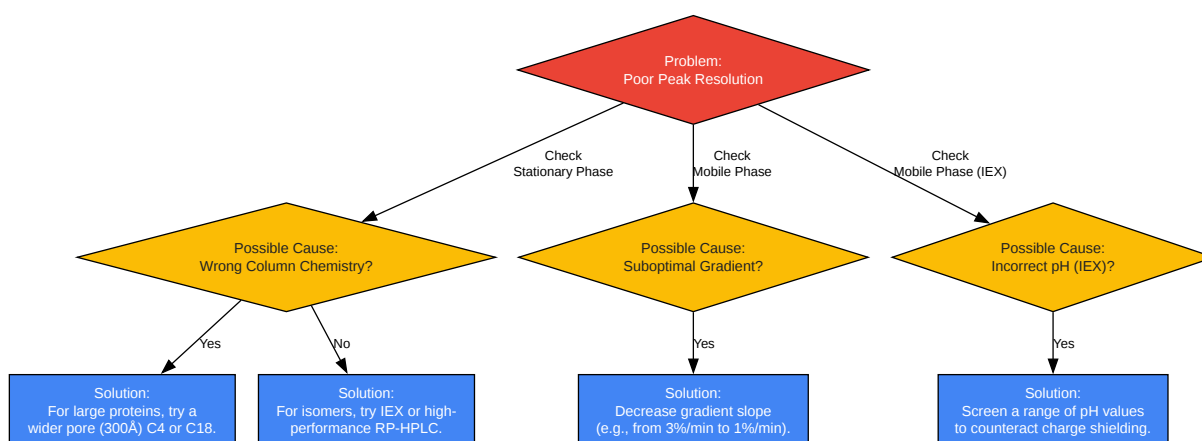 Problem:
Poor Peak Resolution
Check
Stationary Phase
Check
Mobile Phase
Check
Mobile Phase (IEX)
Possible Cause:
Wrong Column Chemistry?
Possible Cause:
Suboptimal Gradient?
Possible Cause:
Incorrect pH (IEX)?
Yes
No
Yes
Yes
Solution:
For large proteins, try a
wider pore (300Å) C4 or C18.
Solution:
For isomers, try IEX or high-
performance RP-HPLC.
Solution:
Decrease gradient slope
(e.g., from 3%/min to 1%/min).
Solution:
Screen a range of pH values
to counteract charge shielding.